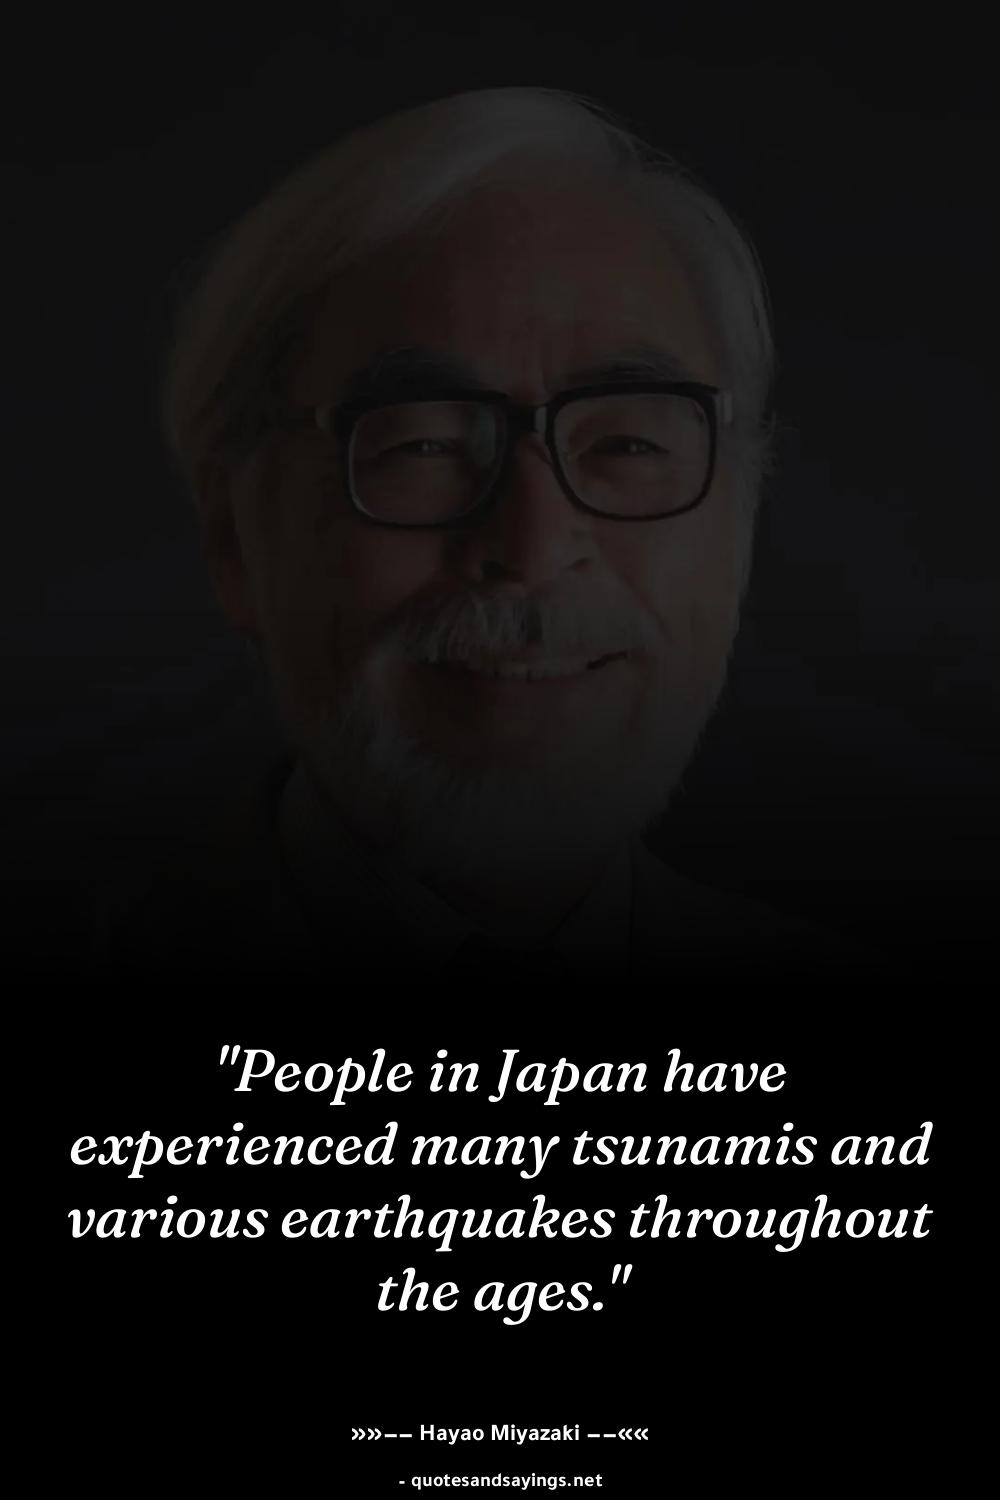 "People in Japan have
experienced many tsunamis and
various earthquakes throughout
the ages."
»»−− Hayao Miyazaki −−««
- quotesandsayings.net